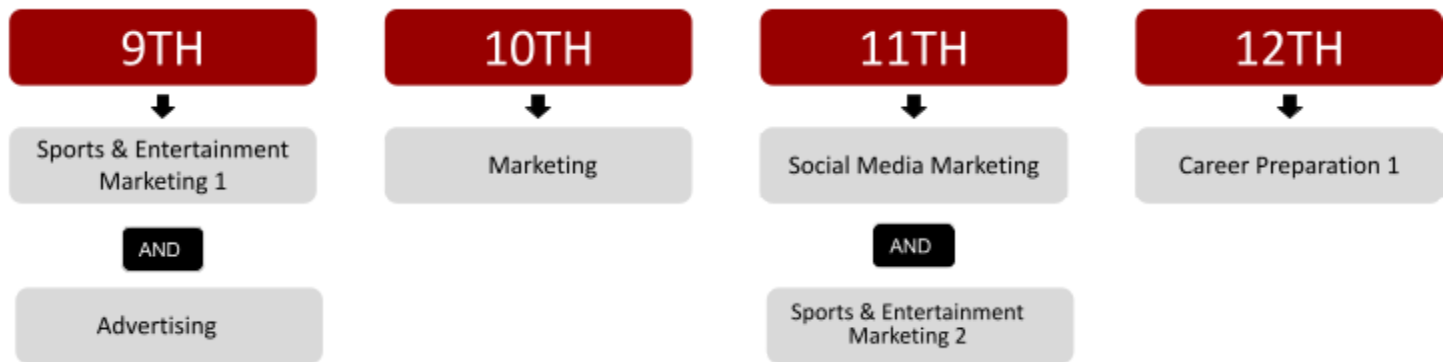 9TH
Sports & Entertainment
Marketing 1
AND
Advertising
10TH
Marketing
11TH
Social Media Marketing
AND
Sports & Entertainment
Marketing 2
12TH
Career Preparation 1